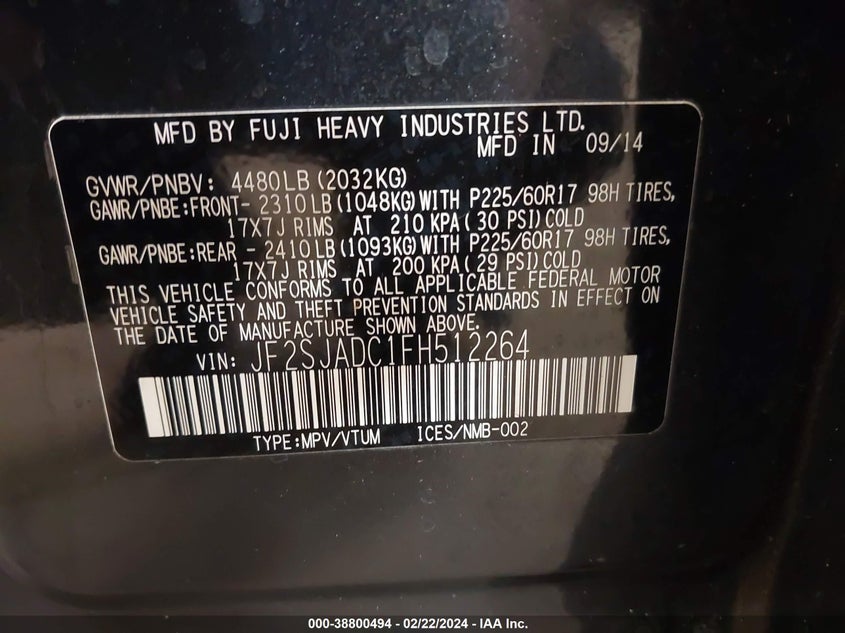 MFD BY FUJI HEAVY INDUSTRIES LTD.
MFD IN 09/14
GVWR/PNBV: 4480LB(2032KG)
GAWR/PNBE:FRONT- 2310LB(1048KG)WITH P225/60R17 98H TIRES,
17X7J RIMS AT 210 KPA(30 PSI)COLD
GAWR/PNBE:REAR - 2410LB(1093KG)WITH P225/60R17 98H TIRES,
17X7J RIMS AT 200 KPA(29 PSI)COLD
THIS VEHICLE CONFORMS TO ALL APPLICABLE FEDERAL MOTOR
VEHICLE SAFETY AND THEFT PREVENTION STANDARDS IN EFFECT ON
THE DATE OF MANUFACTURE SHOWN ABOVE.
VIN: JF2SJADC1FH512264
TYPE:MPV/VTUM ICES/NMB-002
000-38800494 - 02/22/2024 - IAA Inc.